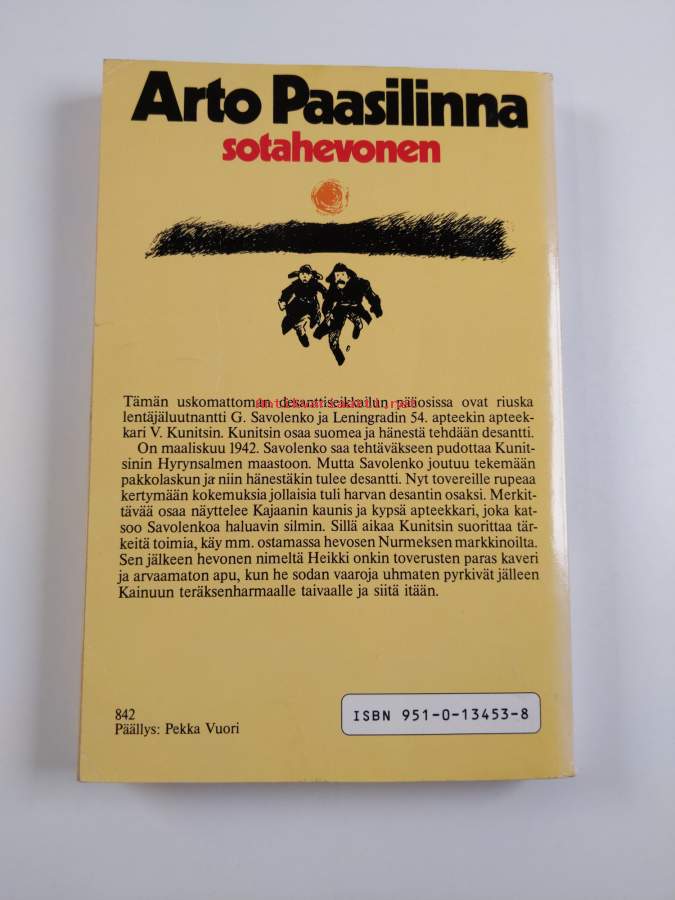 Arto Paasilinna
sotahevonen
Tämän uskomattoman desanttiseikkailun pääosissa ovat riuska
lentäjäluutnantti G. Savolenko ja Leningradin 54. apteekin apteek-
kari V. Kunitsin. Kunitsin osaa suomea ja hänestä tehdään desantti.
On maaliskuu 1942. Savolenko saa tehtäväkseen pudottaa Kunit-
sinin Hyrynsalmen maastoon. Mutta Savolenko joutuu tekemään
pakkolaskun ja niin hänestäkin tulee desantti. Nyt tovereille rupeaa
kertymään kokemuksia jollaisia tuli harvan desantin osaksi. Merkit-
tävää osaa näyttelee Kajaanin kaunis ja kypsä apteekkari, joka kat-
soo Savolenkoa haluavin silmin. Sillä aikaa Kunitsin suorittaa tär-
keitä toimia, käy mm. ostamassa hevosen Nurmeksen markkinoilta.
Sen jälkeen hevonen nimeltä Heikki onkin toverusten paras kaveri
ja arvaamaton apu, kun he sodan vaaroja uhmaten pyrkivät jälleen
Kainuun teräksenharmaalle taivaalle ja siitä itään.
842
Päällys: Pekka Vuori
ISBN 951-0-13453-8